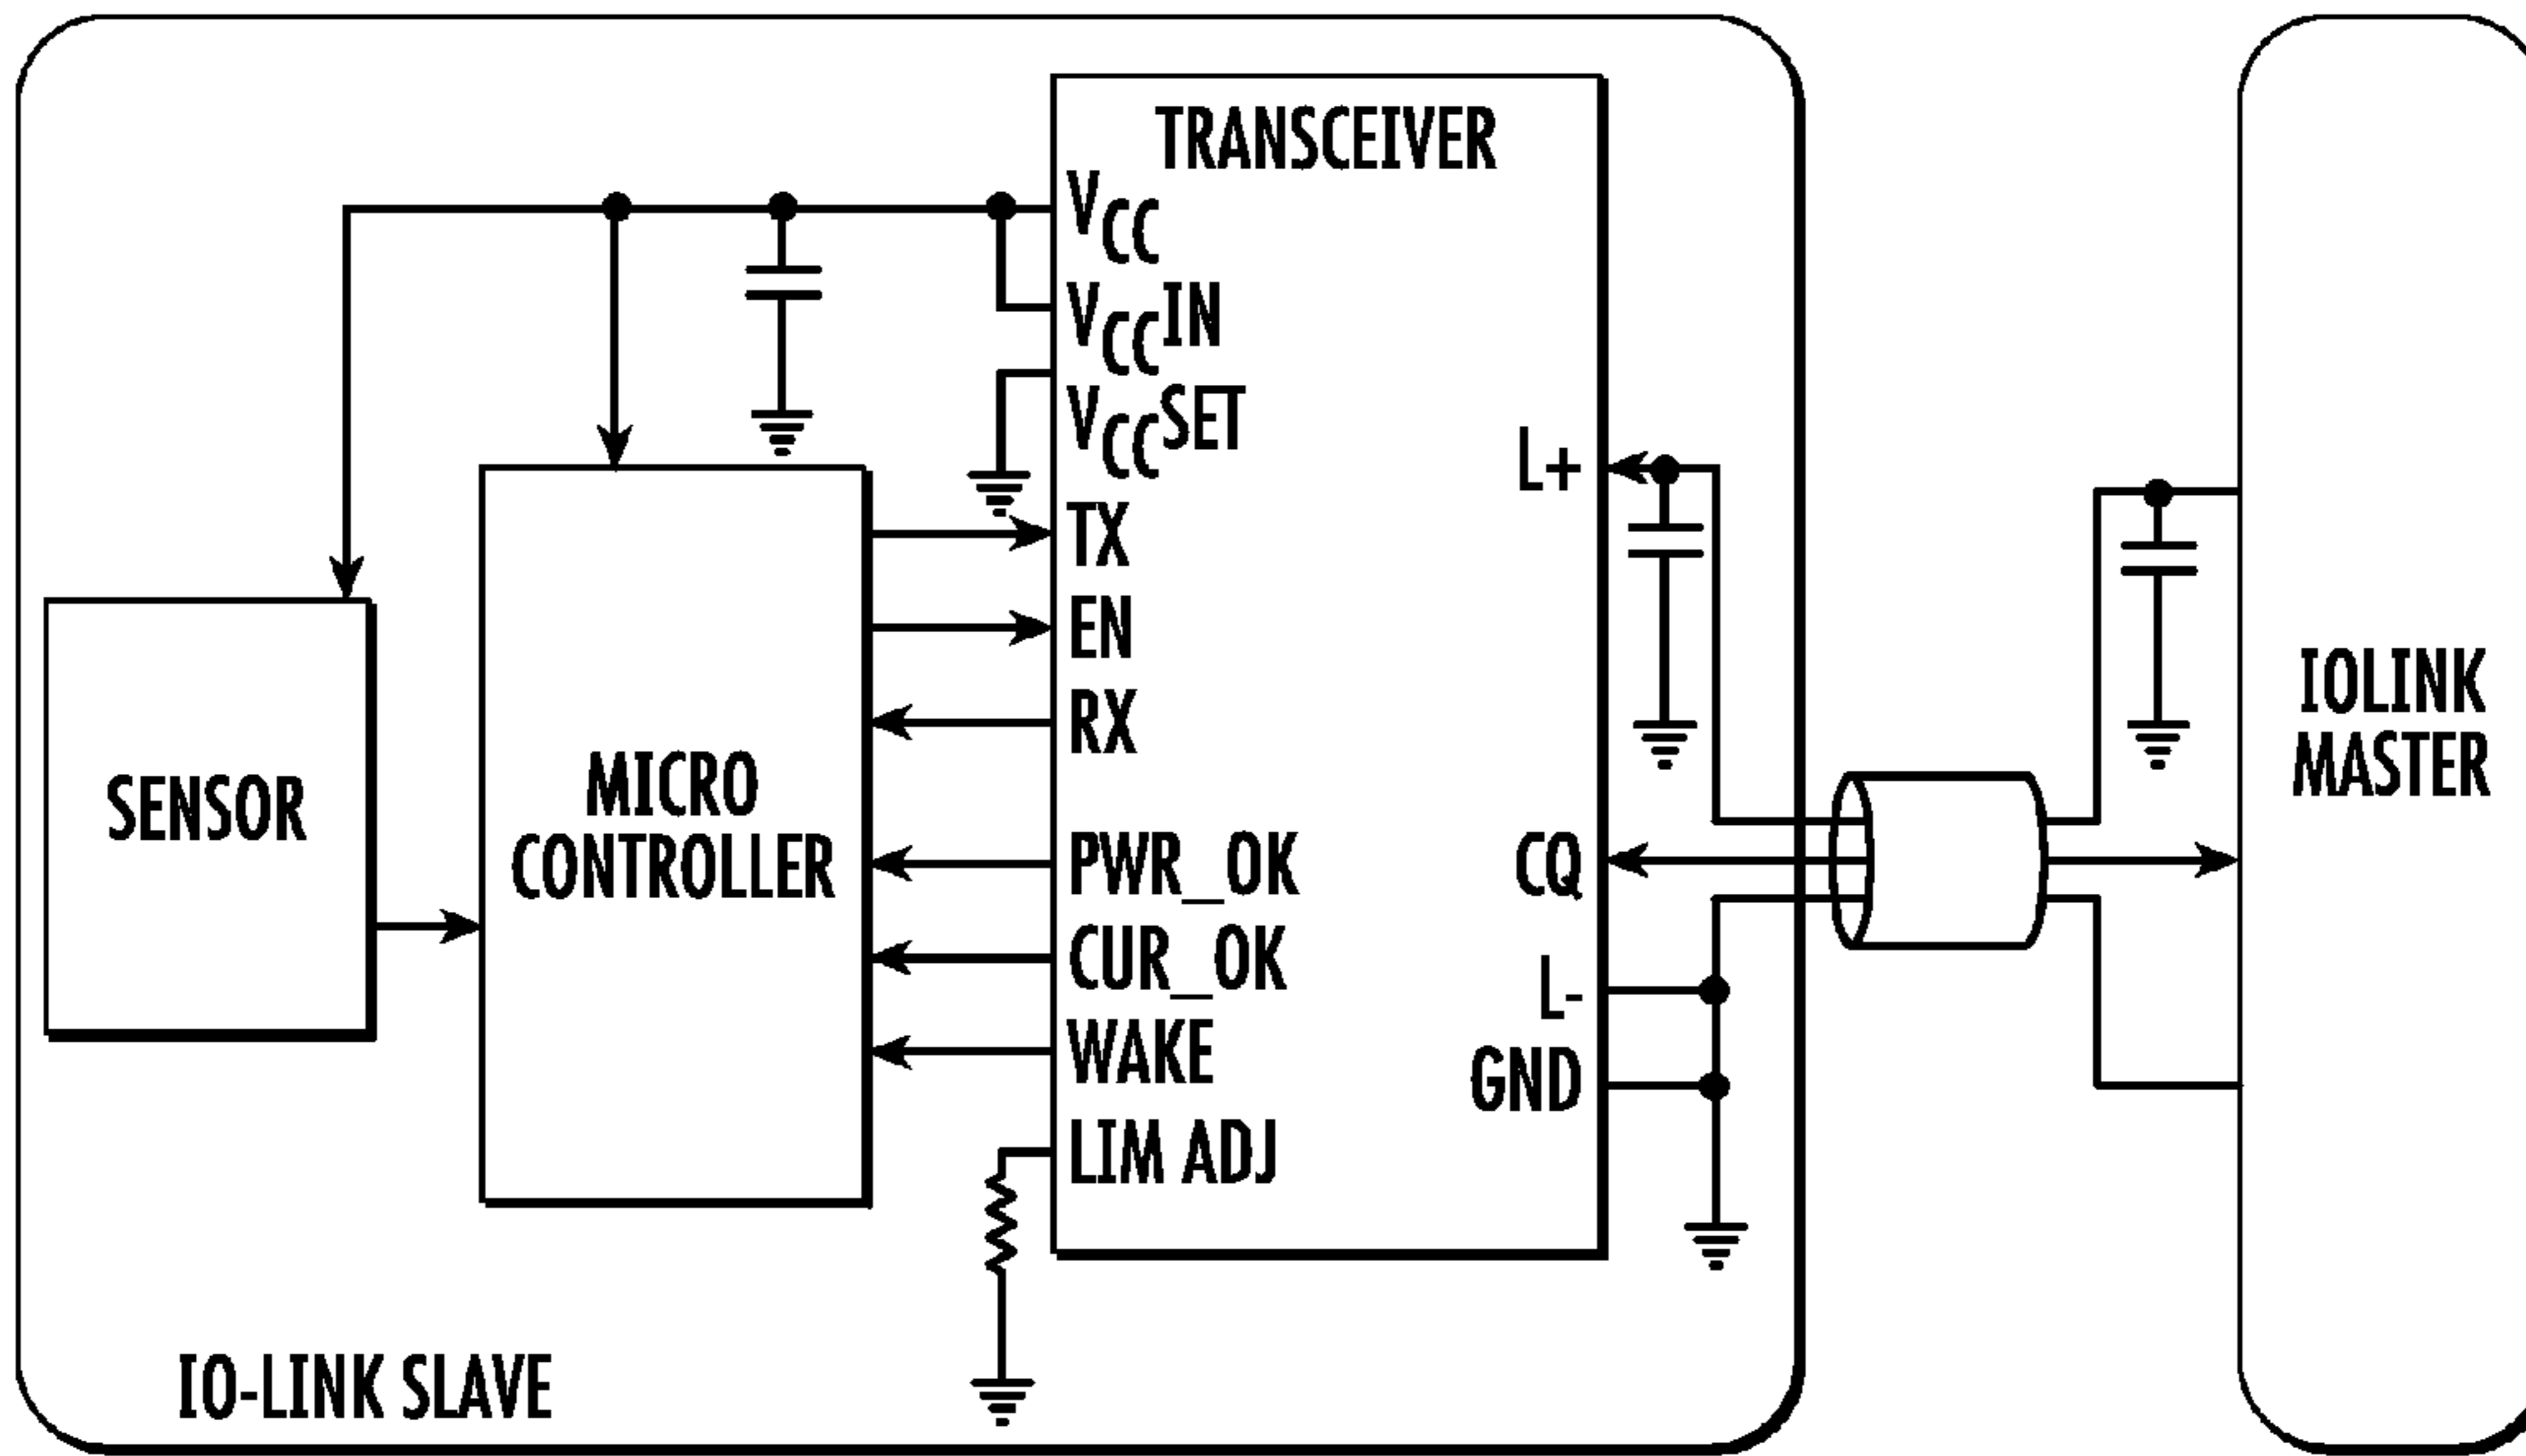 TRANSCEIVER
VCC
VCCIN
VCCSET
TX
EN
RX
PWR_OK
CUR_OK
WAKE
LIM ADJ
L+
CQ
L-
GND
SENSOR
MICRO
CONTROLLER
IOLINK
MASTER
IO-LINK SLAVE